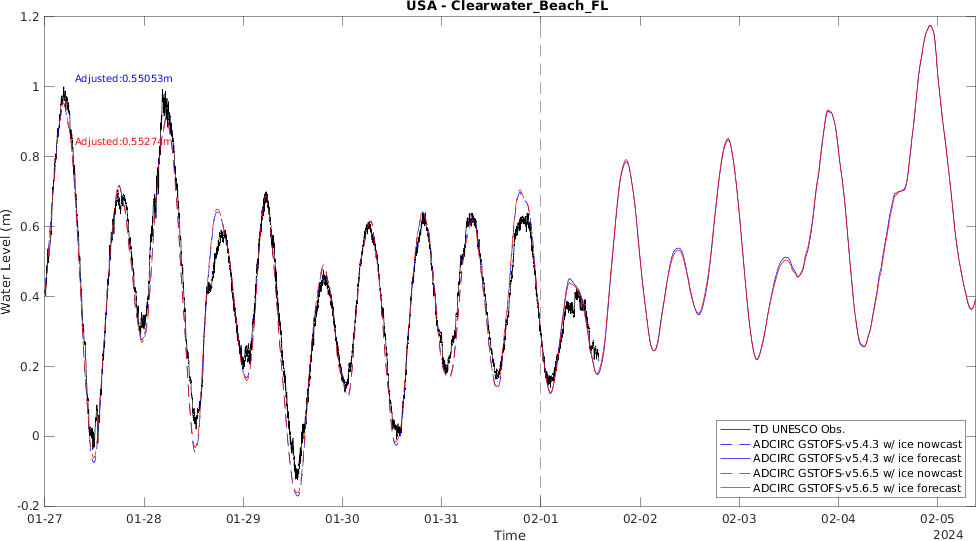 USA - Clearwater_Beach_FL
1.2
1
0.8
0.6
0.4
0.2
0
-0.2
Water Level (m)
Adjusted:0.55053m
Adjusted:0.55274m
TD UNESCO Obs.
ADCIRC GSTOFS-v5.4.3 w/ ice nowcast
ADCIRC GSTOFS-v5.4.3 w/ ice forecast
ADCIRC GSTOFS-v5.6.5 w/ ice nowcast
ADCIRC GSTOFS-v5.6.5 w/ ice forecast
01-27 01-28 01-29 01-30 01-31 02-01 02-02 02-03 02-04 02-05
Time
2024